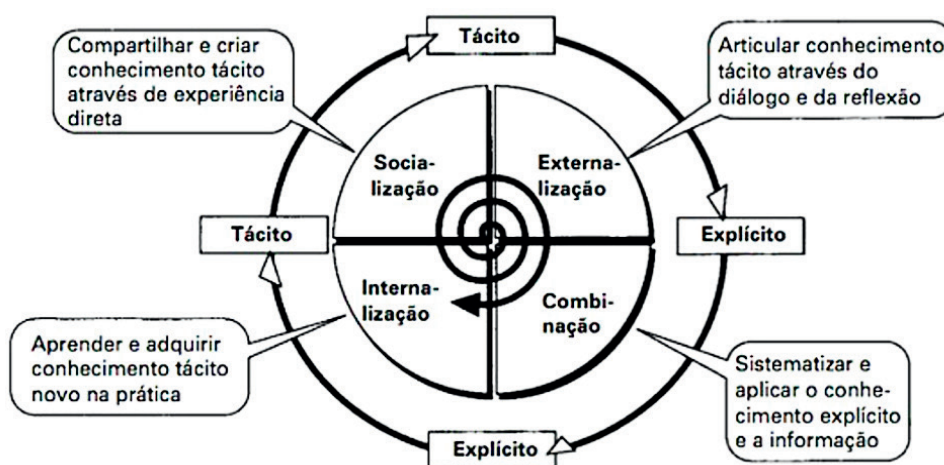 Tácito
Compartilhar e criar
conhecimento tácito
através de experiência
direta
Articular conhecimento
tácito através do
diálogo e da reflexão
Socia-
lização
Externa-
lização
Tácito
Explícito
Interna-
lização
Combi-
nação
Aprender e adquirir
conhecimento tácito
novo na prática
Sistematizar e
aplicar o conhe-
cimento explícito
e a informação
Explícito